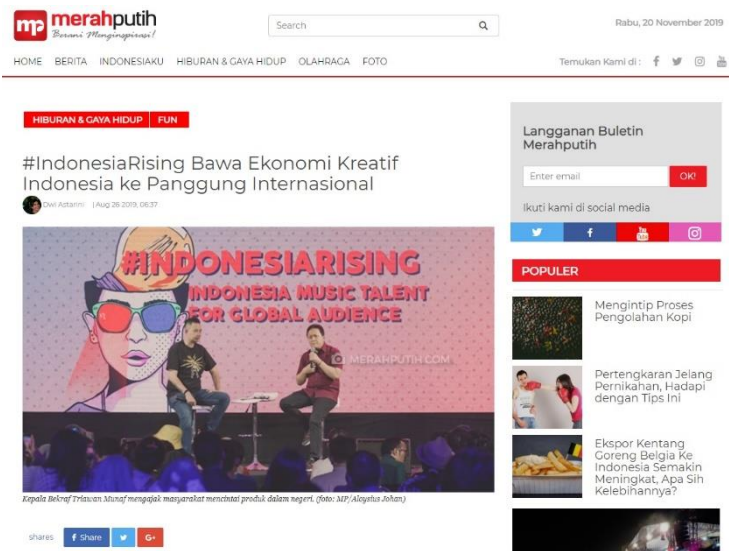 mp merahputih
Berani Menginspirasi!
Search
Rabu, 20 November 2019
HOME BERITA INDONESIAKU HIBURAN & GAYA HIDUP OLAHRAGA FOTO
Temukan Kami di :
HIBURAN & GAYA HIDUP FUN
#IndonesiaRising Bawa Ekonomi Kreatif
Indonesia ke Panggung Internasional
Dwi Astarini | Aug 26 2019, 08:37
#INDONESIARISING
INDONESIA MUSIC TALENT
FOR GLOBAL AUDIENCE
MERAHPUTIH.COM
Kepala Bekraf Triawan Munaf mengajak masyarakat mencintai produk dalam negeri. (foto: MP/Aloysius Johan)
shares
f Share
G+
Langganan Buletin
Merahputih
Enter email
OK!
Ikuti kami di social media
POPULER
Mengintip Proses
Pengolahan Kopi
Pertengkaran Jelang
Pernikahan, Hadapi
dengan Tips Ini
Ekspor Kentang
Goreng Belgia Ke
Indonesia Semakin
Meningkat, Apa Sih
Kelebihannya?